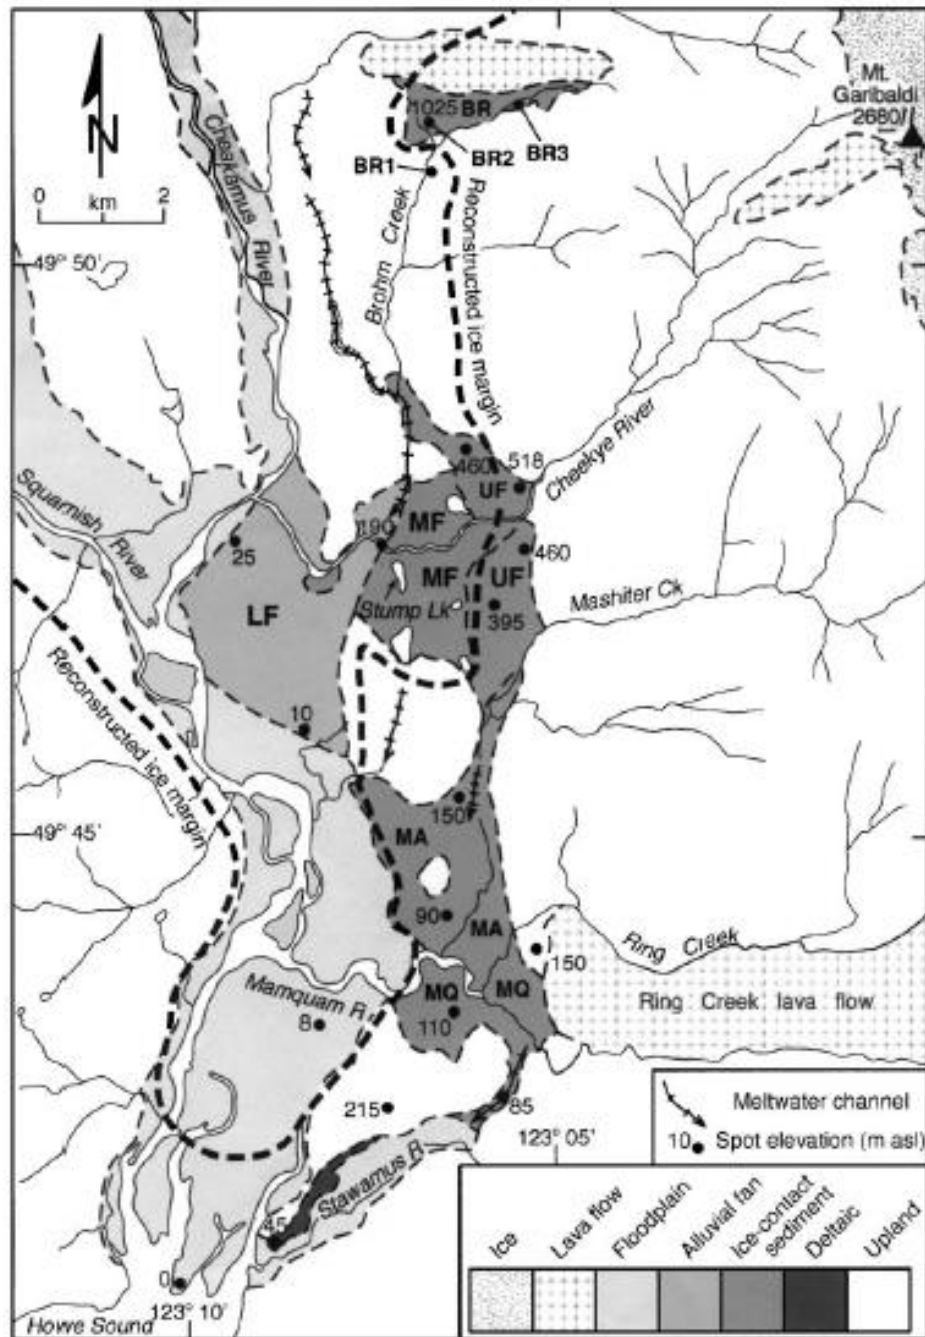 Mt.
Garibaldi
2680
1025 BR
BR2
BR3
BR1
N
0 2
km
Cheakamus River
Brohm Creek
Reconstructed ice margin
49° 50'
Cheekye River
460
518
UF
Squamish River
MF
190
25
MF
UF
460
Stump Lk
395
Mashiter Ck
LF
Reconstructed ice margin
10
150
49° 45'
MA
90
MA
150
Ring Creek
Ring Creek lava flow
MQ
MQ
Mamquam R
110
8
215
85
123° 05'
Stawamus R
45
0
123° 10'
Howe Sound
Meltwater channel
10 Spot elevation (m asl)
Ice
Lava flow
Floodplain
Alluvial fan
Ice-contact
sediment
Deltaic
Upland